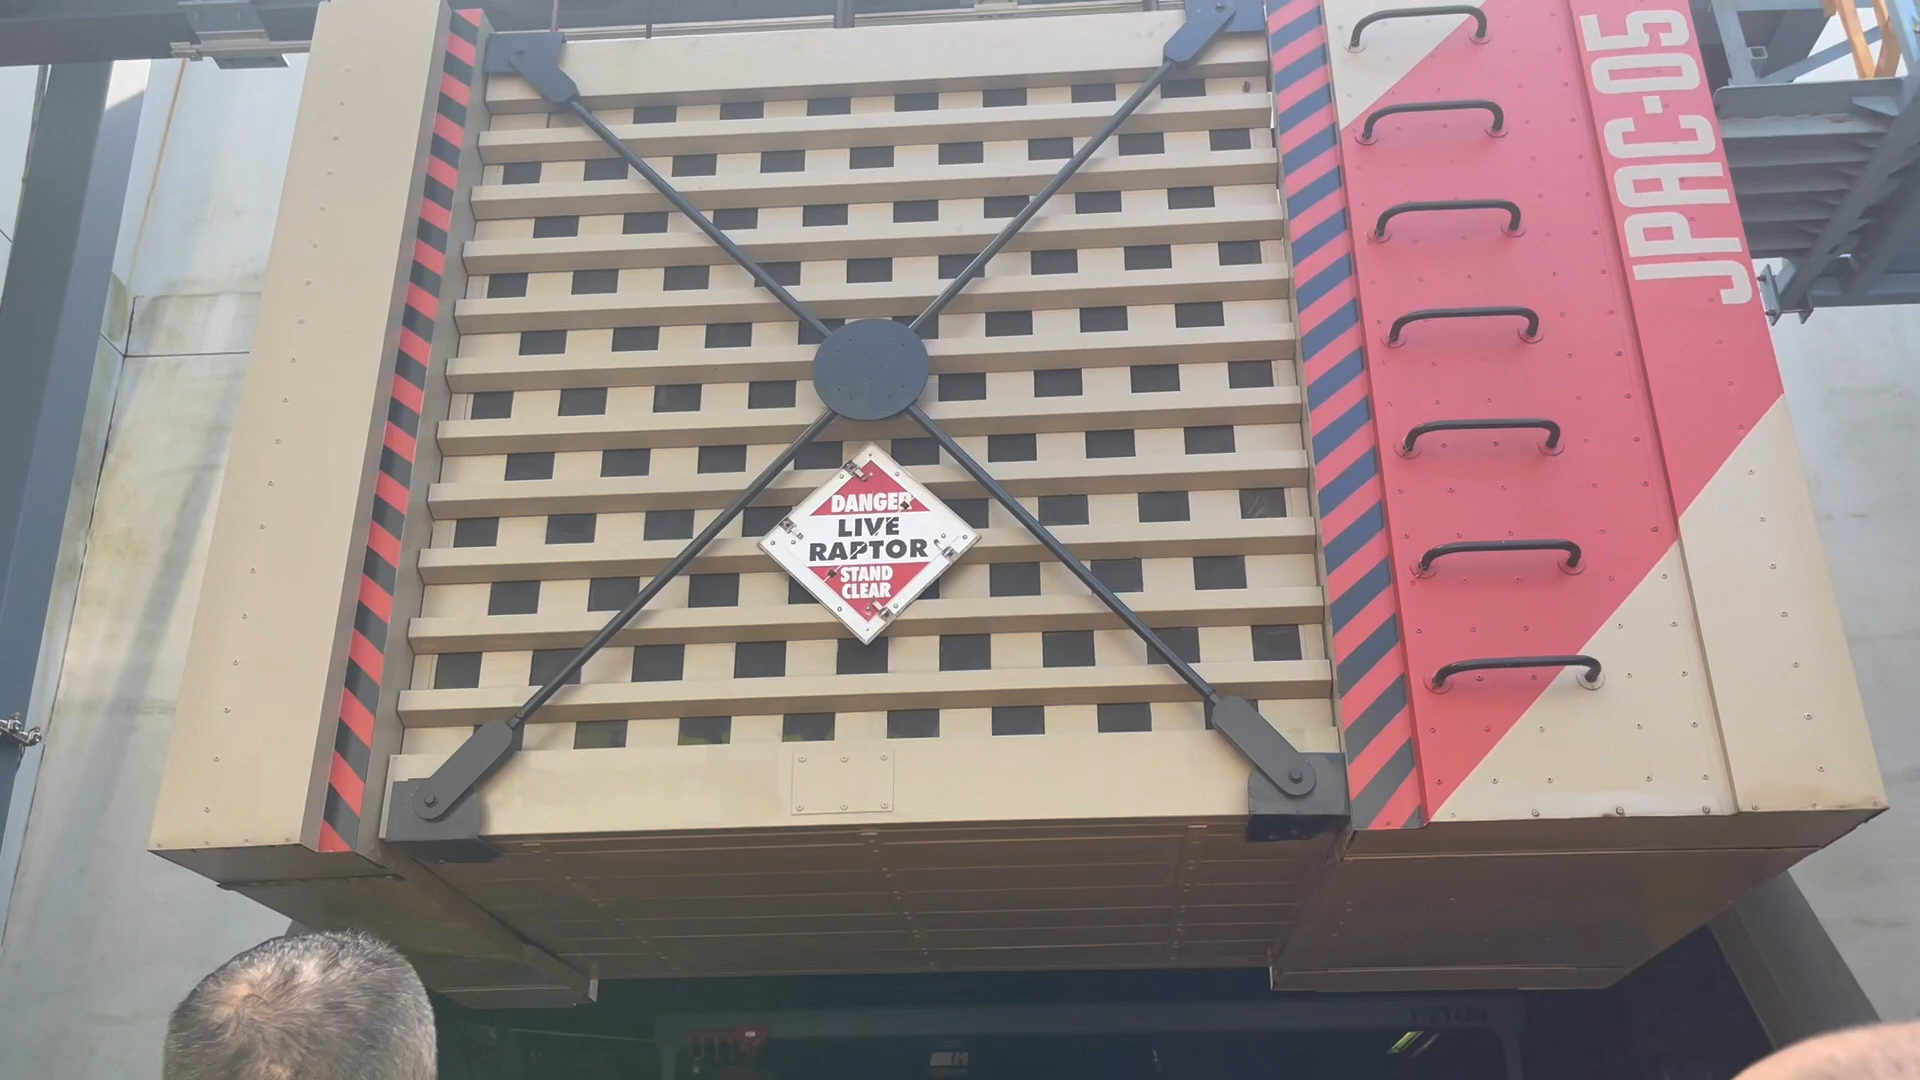 JPAC-05
DANGER
LIVE
RAPTOR
STAND
CLEAR